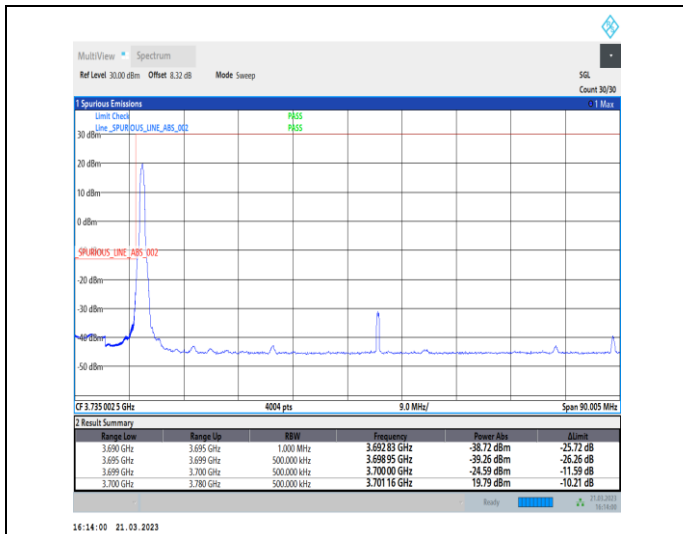 MultiView Spectrum
Ref Level 30.00 dBm Offset 8.32 dB Mode Sweep SGL
Count 30/30
1 Spurious Emissions 1 Max
Limit Check PASS
Line _SPURIOUS_LINE_ABS_002 PASS
30 dBm
20 dBm
10 dBm
0 dBm
_SPURIOUS_LINE_ABS_002
-20 dBm
-30 dBm
-40 dBm
-50 dBm
CF 3.735 002 5 GHz 4004 pts 9.0 MHz/ Span 90.005 MHz
2 Result Summary
Range Low Range Up RBW Frequency Power Abs ΔLimit
3.690 GHz 3.695 GHz 1.000 MHz 3.692 83 GHz -38.72 dBm -25.72 dB
3.695 GHz 3.699 GHz 500.000 kHz 3.698 95 GHz -39.26 dBm -26.26 dB
3.699 GHz 3.700 GHz 500.000 kHz 3.700 00 GHz -24.59 dBm -11.59 dB
3.700 GHz 3.780 GHz 500.000 kHz 3.701 16 GHz 19.79 dBm -10.21 dB
Ready 21.03.2023
16:14:00
16:14:00 21.03.2023